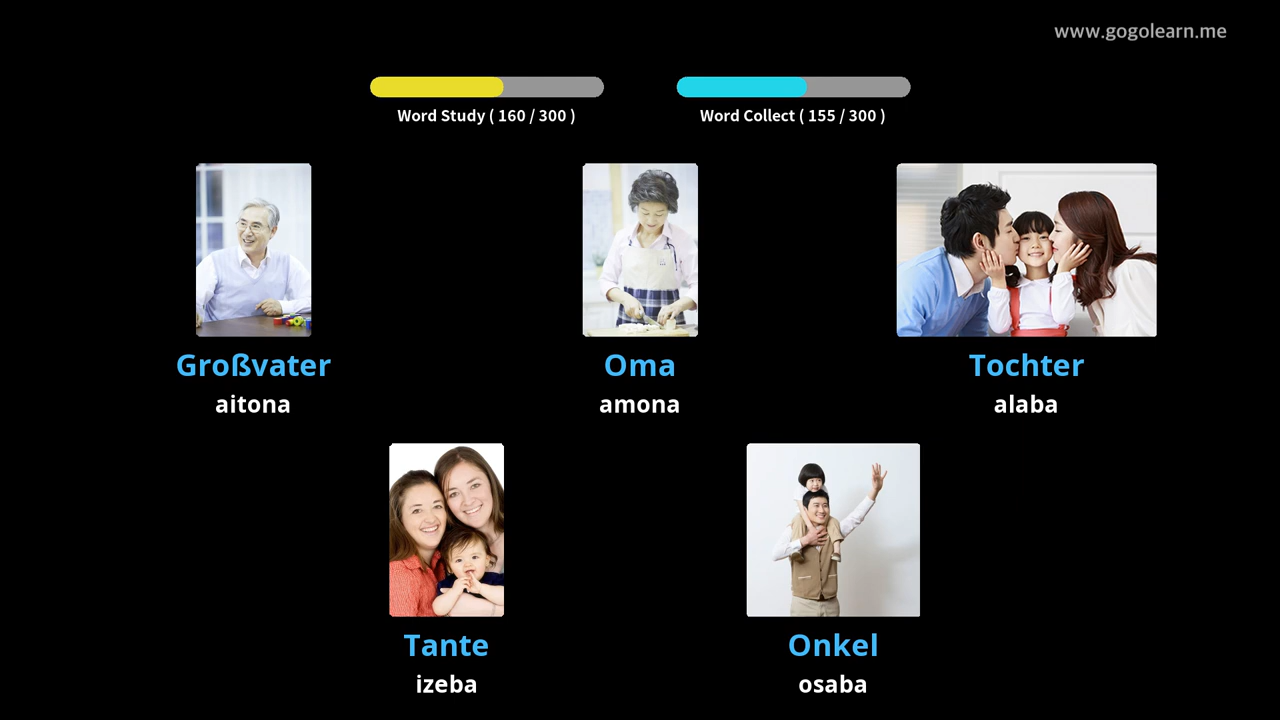 www.gogolearn.me
Word Study ( 160 / 300 )
Word Collect ( 155 / 300 )
Großvater
aitona
Oma
amona
Tochter
alaba
Tante
izeba
Onkel
osaba